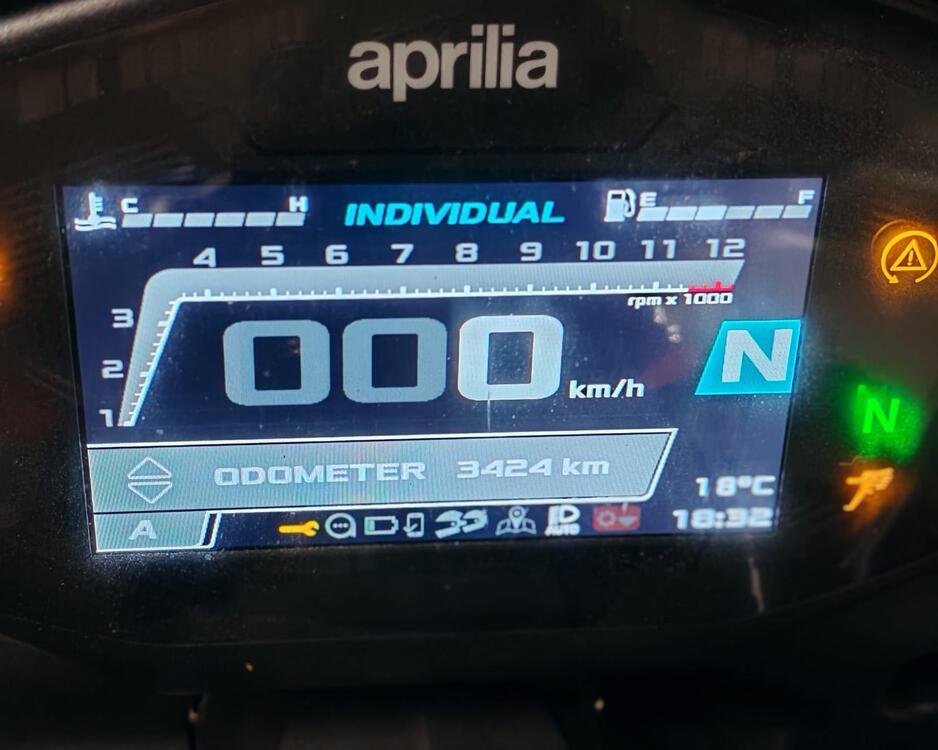 aprilia
C H INDIVIDUAL E F
4 5 6 7 8 9 10 11 12
rpm x 1000
3
2
1
000 km/h
N
N
ODOMETER 3424 km
18°C
A
AUTO
18:32